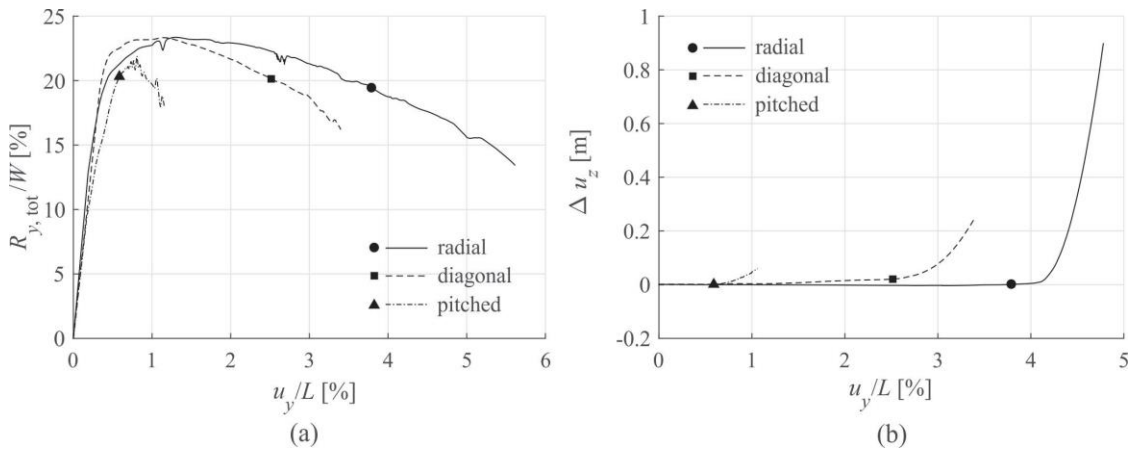 25
20
15
10
5
0
0 1 2 3 4 5 6
R_{y, tot}/W [%]
u_y/L [%]
radial
diagonal
pitched
(a)
1
0.8
0.6
0.4
0.2
0
-0.2
0 1 2 3 4 5
Δ u_z [m]
u_y/L [%]
radial
diagonal
pitched
(b)